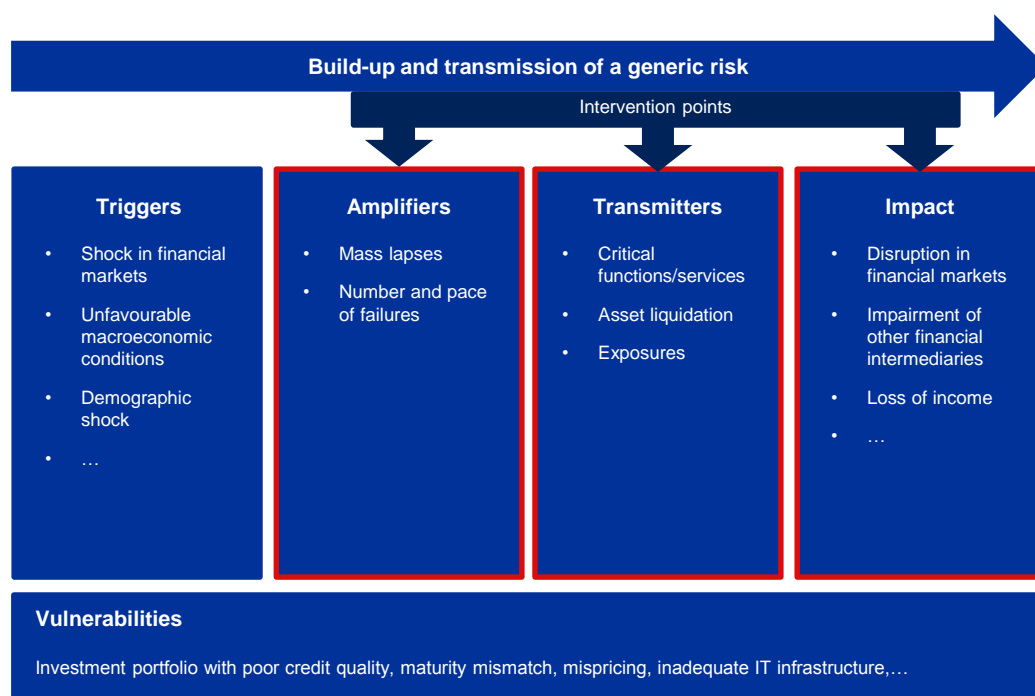 Build-up and transmission of a generic risk
Intervention points
Triggers
• Shock in financial
markets
• Unfavourable
macroeconomic
conditions
• Demographic
shock
• …
Amplifiers
• Mass lapses
• Number and pace
of failures
Transmitters
• Critical
functions/services
• Asset liquidation
• Exposures
Impact
• Disruption in
financial markets
• Impairment of
other financial
intermediaries
• Loss of income
• …
Vulnerabilities
Investment portfolio with poor credit quality, maturity mismatch, mispricing, inadequate IT infrastructure,…